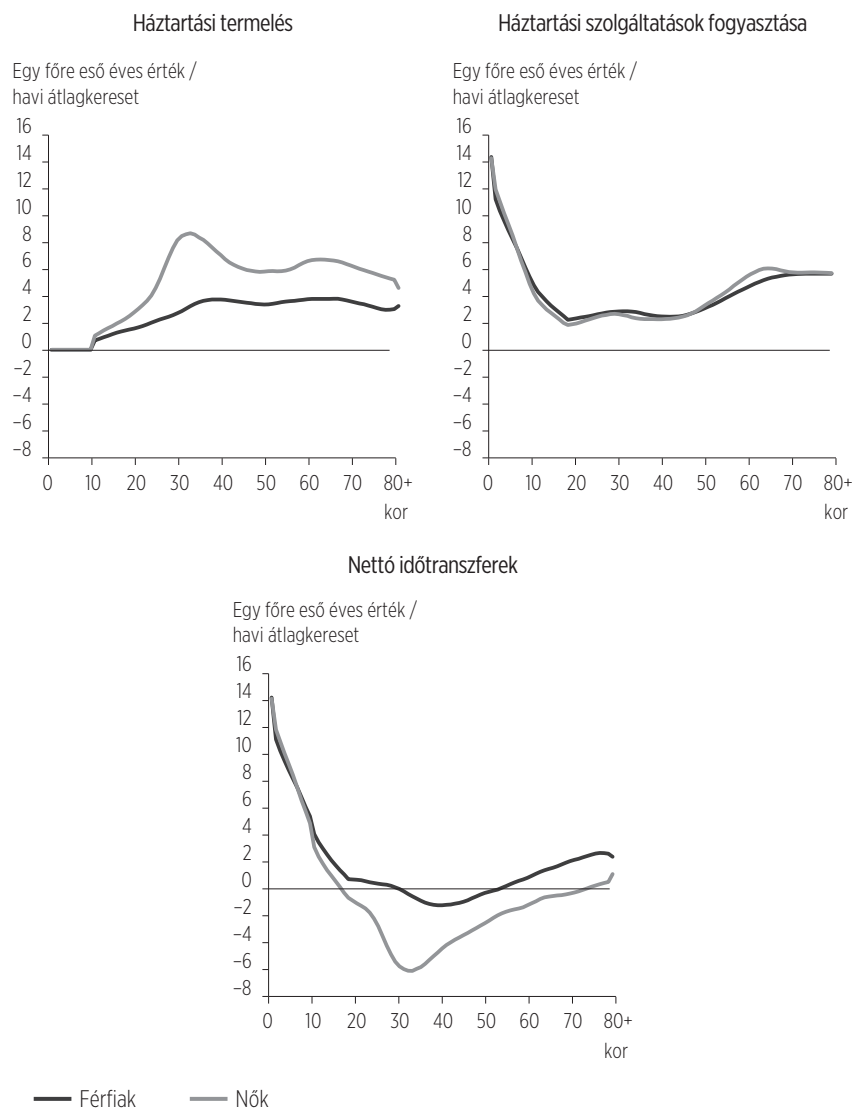 Háztartási termelés
Egy főre eső éves érték /
havi átlagkereset
16
14
12
10
8
6
4
2
0
−2
−4
−6
−8
0 10 20 30 40 50 60 70 80+
kor
Háztartási szolgáltatások fogyasztása
Egy főre eső éves érték /
havi átlagkereset
16
14
12
10
8
6
4
2
0
−2
−4
−6
−8
0 10 20 30 40 50 60 70 80+
kor
Nettó időtranszferek
Egy főre eső éves érték /
havi átlagkereset
16
14
12
10
8
6
4
2
0
−2
−4
−6
−8
0 10 20 30 40 50 60 70 80+
kor
Férfiak Nők